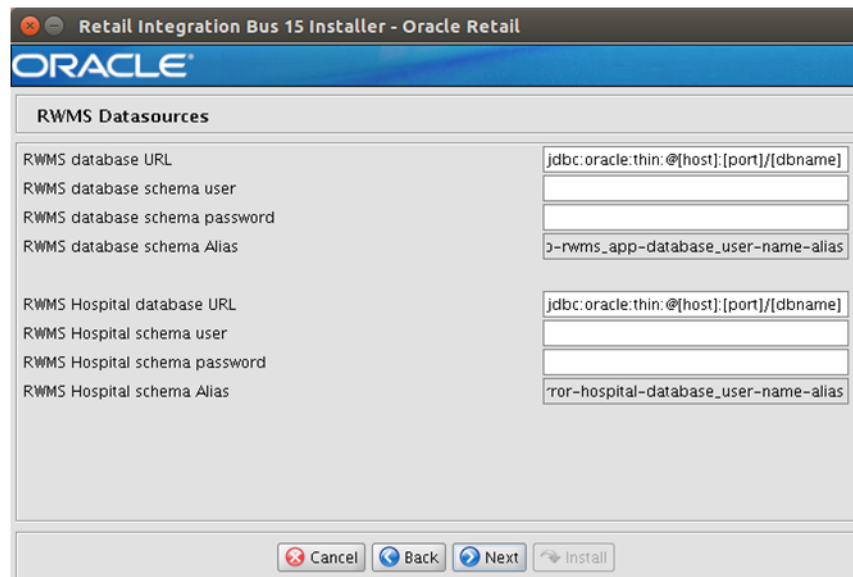 Retail Integration Bus 15 Installer - Oracle Retail
ORACLE
RWMS Datasources
RWMS database URL jdbc:oracle:thin:@[host]:[port]/[dbname]
RWMS database schema user
RWMS database schema password
RWMS database schema Alias -rwms_app-database_user-name-alias
RWMS Hospital database URL jdbc:oracle:thin:@[host]:[port]/[dbname]
RWMS Hospital schema user
RWMS Hospital schema password
RWMS Hospital schema Alias ror-hospital-database_user-name-alias
Cancel Back Next Install